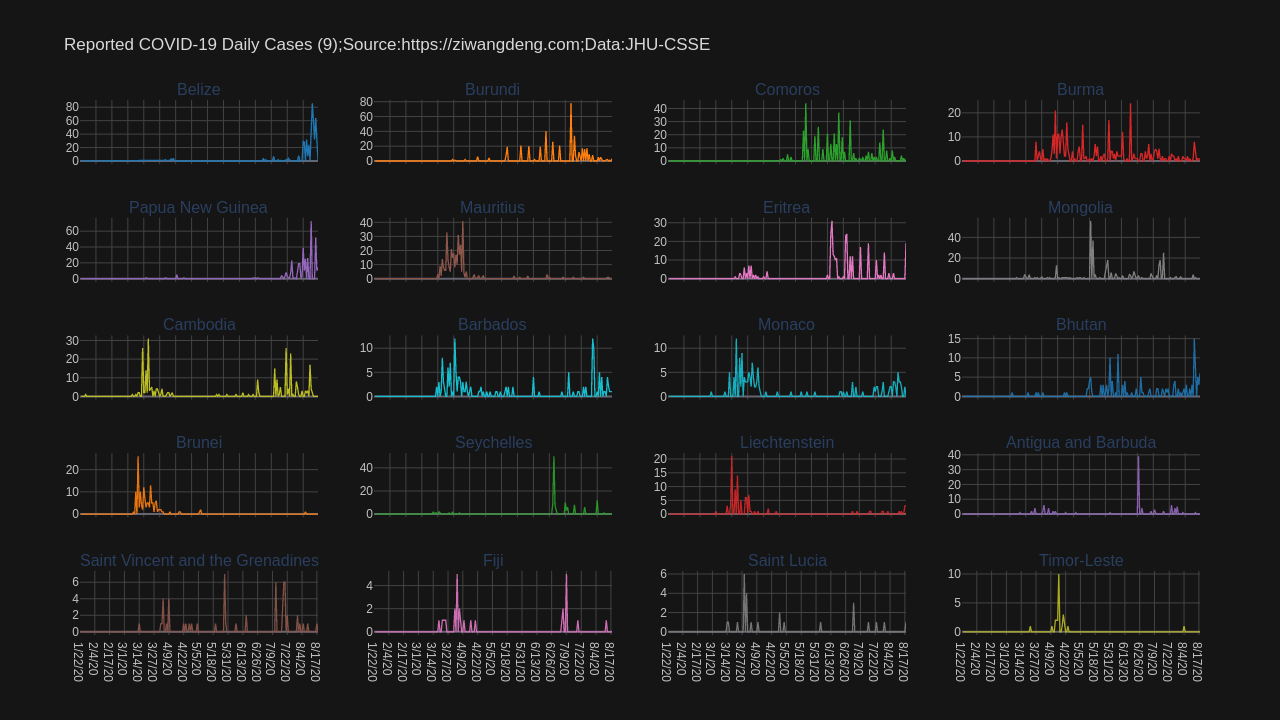 Reported COVID-19 Daily Cases (9);Source:https://ziwangdeng.com;Data:JHU-CSSE
Belize Burundi Comoros Burma
80 60 40 20 0
80 60 40 20 0
40 30 20 10 0
20 10 0
Papua New Guinea Mauritius Eritrea Mongolia
60 40 20 0
40 30 20 10 0
30 20 10 0
40 20 0
Cambodia Barbados Monaco Bhutan
30 20 10 0
10 5 0
10 5 0
15 10 5 0
Brunei Seychelles Liechtenstein Antigua and Barbuda
20 10 0
40 20 0
20 15 10 5 0
40 30 20 10 0
Saint Vincent and the Grenadines Fiji Saint Lucia Timor-Leste
6 4 2 0
4 2 0
6 4 2 0
10 5 0
1/22/20 2/4/20 2/17/20 3/1/20 3/14/20 3/27/20 4/9/20 4/22/20 5/5/20 5/18/20 5/31/20 6/13/20 6/26/20 7/9/20 7/22/20 8/4/20 8/17/20
1/22/20 2/4/20 2/17/20 3/1/20 3/14/20 3/27/20 4/9/20 4/22/20 5/5/20 5/18/20 5/31/20 6/13/20 6/26/20 7/9/20 7/22/20 8/1/20 8/17/20
1/22/20 2/4/20 2/17/20 3/1/20 3/14/20 3/27/20 4/9/20 4/22/20 5/5/20 5/18/20 5/31/20 6/13/20 6/26/20 7/9/20 7/22/20 8/4/20 8/17/20
1/22/20 2/4/20 2/17/20 3/1/20 3/14/20 3/27/20 4/9/20 4/22/20 5/5/20 5/18/20 5/31/20 6/13/20 6/26/20 7/9/20 7/22/20 8/4/20 8/17/20